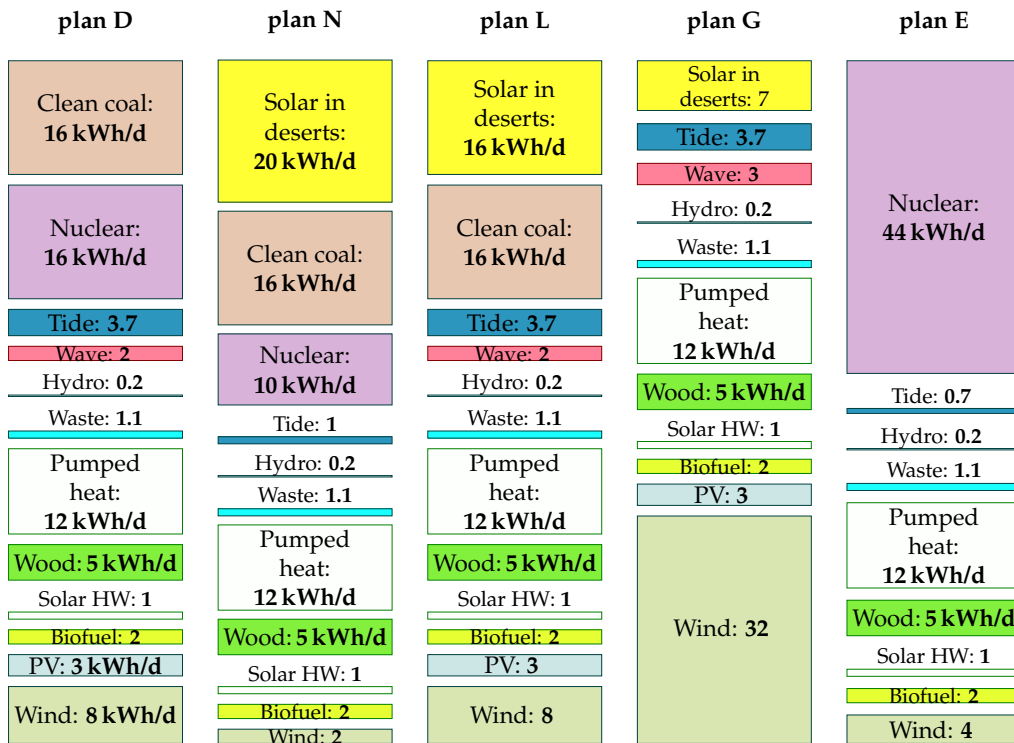 plan D
Clean coal:
16 kWh/d
Nuclear:
16 kWh/d
Tide: 3.7
Wave: 2
Hydro: 0.2
Waste: 1.1
Pumped
heat:
12 kWh/d
Wood: 5 kWh/d
Solar HW: 1
Biofuel: 2
PV: 3 kWh/d
Wind: 8 kWh/d
plan N
Solar in
deserts:
20 kWh/d
Clean coal:
16 kWh/d
Nuclear:
10 kWh/d
Tide: 1
Hydro: 0.2
Waste: 1.1
Pumped
heat:
12 kWh/d
Wood: 5 kWh/d
Solar HW: 1
Biofuel: 2
Wind: 2
plan L
Solar in
deserts:
16 kWh/d
Clean coal:
16 kWh/d
Tide: 3.7
Wave: 2
Hydro: 0.2
Waste: 1.1
Pumped
heat:
12 kWh/d
Wood: 5 kWh/d
Solar HW: 1
Biofuel: 2
PV: 3
Wind: 8
plan G
Solar in
deserts: 7
Tide: 3.7
Wave: 3
Hydro: 0.2
Waste: 1.1
Pumped
heat:
12 kWh/d
Wood: 5 kWh/d
Solar HW: 1
Biofuel: 2
PV: 3
Wind: 32
plan E
Nuclear:
44 kWh/d
Tide: 0.7
Hydro: 0.2
Waste: 1.1
Pumped
heat:
12 kWh/d
Wood: 5 kWh/d
Solar HW: 1
Biofuel: 2
Wind: 4